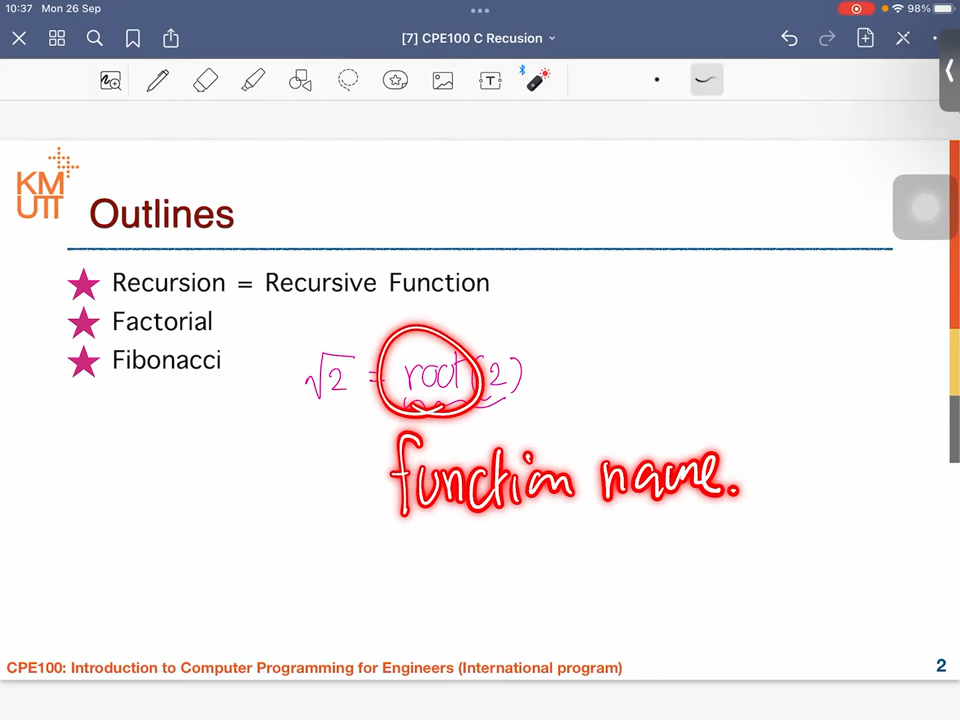 10:37 Mon 26 Sep
98%
[7] CPE100 C Recusion
T
KM
UTT
Outlines
Recursion = Recursive Function
Factorial
Fibonacci
√2 = root(2)
function name.
CPE100: Introduction to Computer Programming for Engineers (International program)
2